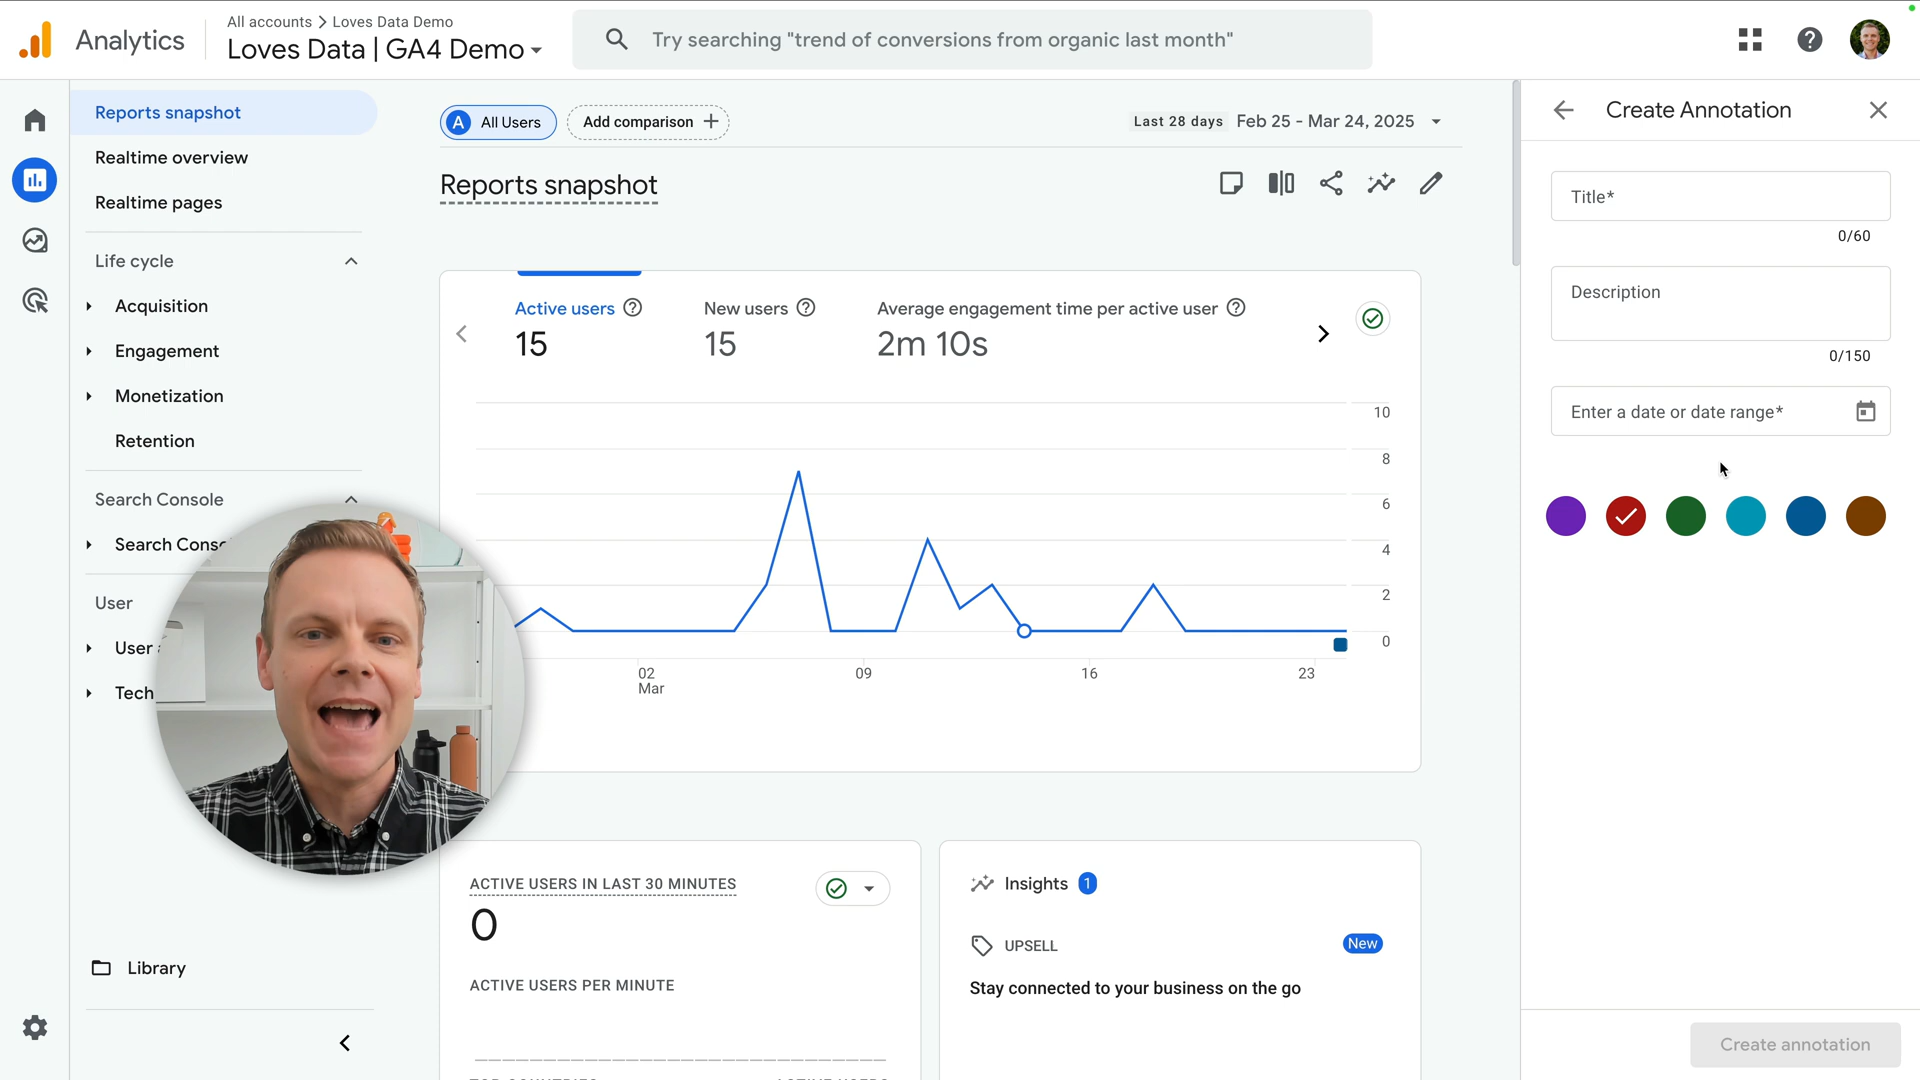 Analytics
All accounts > Loves Data Demo
Loves Data | GA4 Demo
Try searching "trend of conversions from organic last month"
Reports snapshot
Realtime overview
Realtime pages
Life cycle
Acquisition
Engagement
Monetization
Retention
Search Console
User
Tech
Library
A All Users
Add comparison +
Last 28 days Feb 25 - Mar 24, 2025
Reports snapshot
Active users
15
New users
15
Average engagement time per active user
2m 10s
10
8
6
4
2
0
02
Mar
09
16
23
ACTIVE USERS IN LAST 30 MINUTES
0
ACTIVE USERS PER MINUTE
Insights 1
UPSELL
New
Stay connected to your business on the go
Create Annotation
Title*
0/60
Description
0/150
Enter a date or date range*
Create annotation